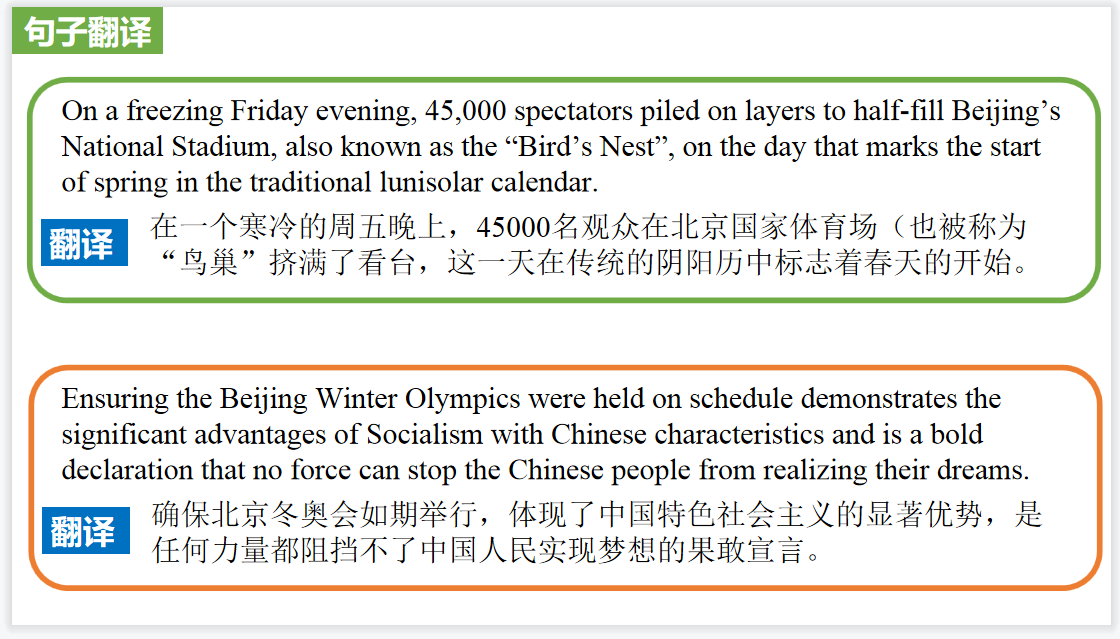 句子翻译
On a freezing Friday evening, 45,000 spectators piled on layers to half-fill Beijing’s
National Stadium, also known as the “Bird’s Nest”, on the day that marks the start
of spring in the traditional lunisolar calendar.
翻译
在一个寒冷的周五晚上，45000名观众在北京国家体育场（也被称为
“鸟巢”挤满了看台，这一天在传统的阴阳历中标志着春天的开始。
Ensuring the Beijing Winter Olympics were held on schedule demonstrates the
significant advantages of Socialism with Chinese characteristics and is a bold
declaration that no force can stop the Chinese people from realizing their dreams.
翻译
确保北京冬奥会如期举行，体现了中国特色社会主义的显著优势，是
任何力量都阻挡不了中国人民实现梦想的果敢宣言。